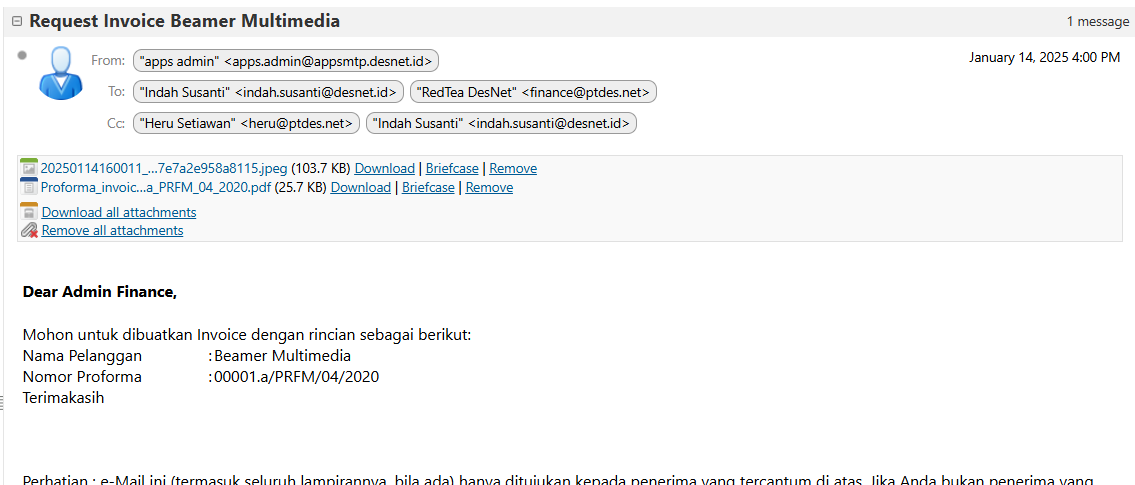 Request Invoice Beamer Multimedia 1 message
From: "apps admin" <apps.admin@appsmtp.desnet.id> January 14, 2025 4:00 PM
To: "Indah Susanti" <indah.susanti@desnet.id> "RedTea DesNet" <finance@ptdes.net>
Cc: "Heru Setiawan" <heru@ptdes.net> "Indah Susanti" <indah.susanti@desnet.id>
20250114160011_...7e7a2e958a8115.jpeg (103.7 KB) Download | Briefcase | Remove
Proforma_invoic...a_PRFM_04_2020.pdf (25.7 KB) Download | Briefcase | Remove
Download all attachments
Remove all attachments
Dear Admin Finance,
Mohon untuk dibuatkan Invoice dengan rincian sebagai berikut:
Nama Pelanggan :Beamer Multimedia
Nomor Proforma :00001.a/PRFM/04/2020
Terimakasih
Perhatian : e-Mail ini (termasuk seluruh lampirannya, bila ada) hanya ditujukan kepada penerima yang tercantum di atas. Jika Anda bukan penerima yang